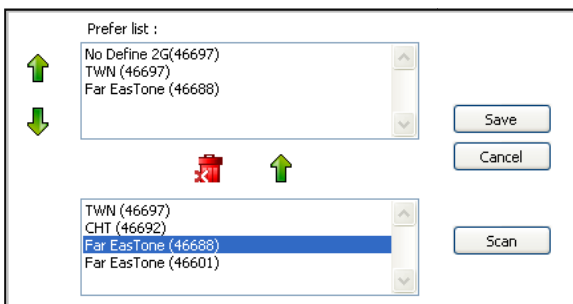 Prefer list :
No Define 2G(46697)
TWN (46697)
Far EasTone (46688)
Save
Cancel
TWN (46697)
CHT (46692)
Far EasTone (46688)
Far EasTone (46601)
Scan